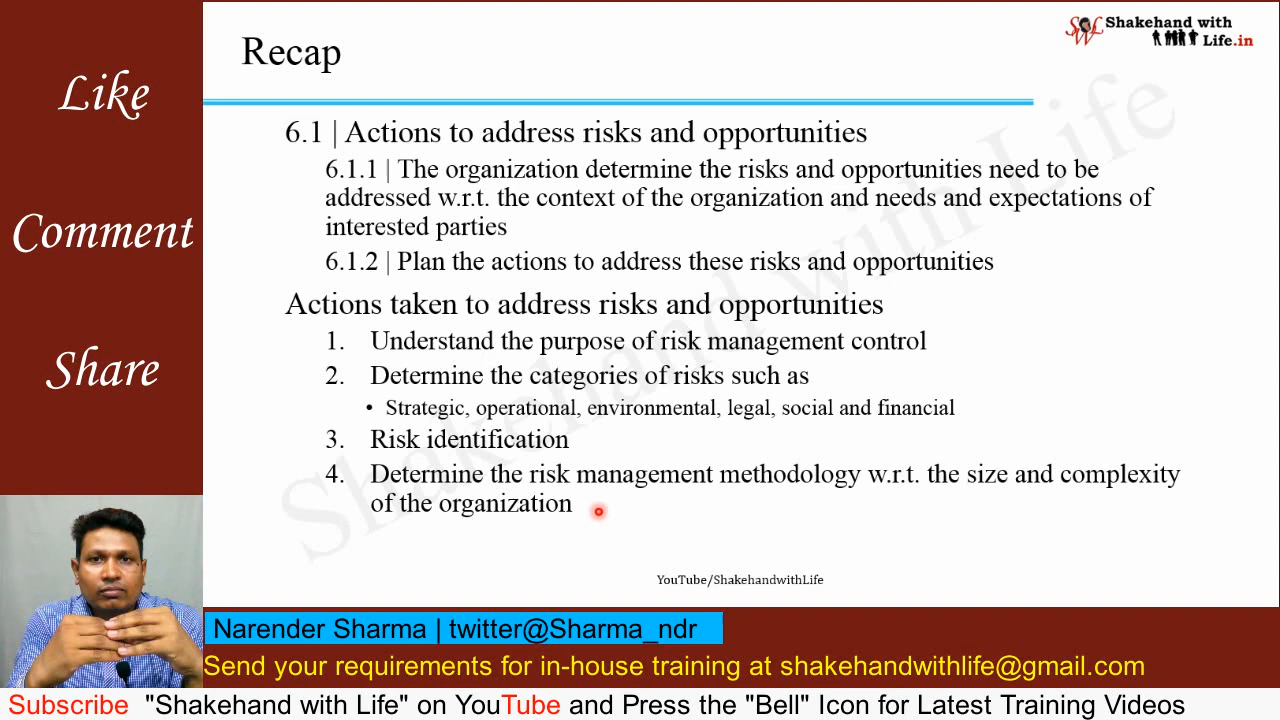 Like
Comment
Share
Recap
Shakehand with
Life.in
6.1 | Actions to address risks and opportunities
6.1.1 | The organization determine the risks and opportunities need to be
addressed w.r.t. the context of the organization and needs and expectations of
interested parties
6.1.2 | Plan the actions to address these risks and opportunities
Actions taken to address risks and opportunities
1. Understand the purpose of risk management control
2. Determine the categories of risks such as
• Strategic, operational, environmental, legal, social and financial
3. Risk identification
4. Determine the risk management methodology w.r.t. the size and complexity
of the organization
Shakehand with Life
YouTube/ShakehandwithLife
Narender Sharma | twitter@Sharma_ndr
Send your requirements for in-house training at shakehandwithlife@gmail.com
Subscribe "Shakehand with Life" on YouTube and Press the "Bell" Icon for Latest Training Videos